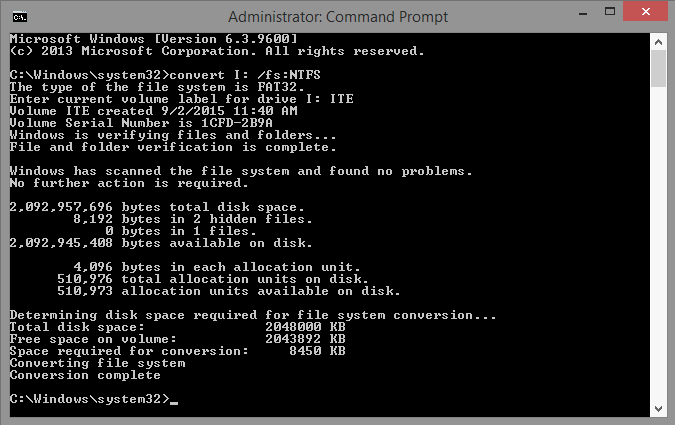 Administrator: Command Prompt
Microsoft Windows [Version 6.3.9600]
(c) 2013 Microsoft Corporation. All rights reserved.
C:\Windows\system32>convert I: /fs:NTFS
The type of the file system is FAT32.
Enter current volume label for drive I: ITE
Volume ITE created 9/2/2015 11:40 AM
Volume Serial Number is 1CFD-2B9A
Windows is verifying files and folders...
File and folder verification is complete.
Windows has scanned the file system and found no problems.
No further action is required.
2,092,957,696 bytes total disk space.
8,192 bytes in 2 hidden files.
0 bytes in 1 files.
2,092,945,408 bytes available on disk.
4,096 bytes in each allocation unit.
510,976 total allocation units on disk.
510,973 allocation units available on disk.
Determining disk space required for file system conversion...
Total disk space: 2048000 KB
Free space on volume: 2043892 KB
Space required for conversion: 8450 KB
Converting file system
Conversion complete
C:\Windows\system32>_